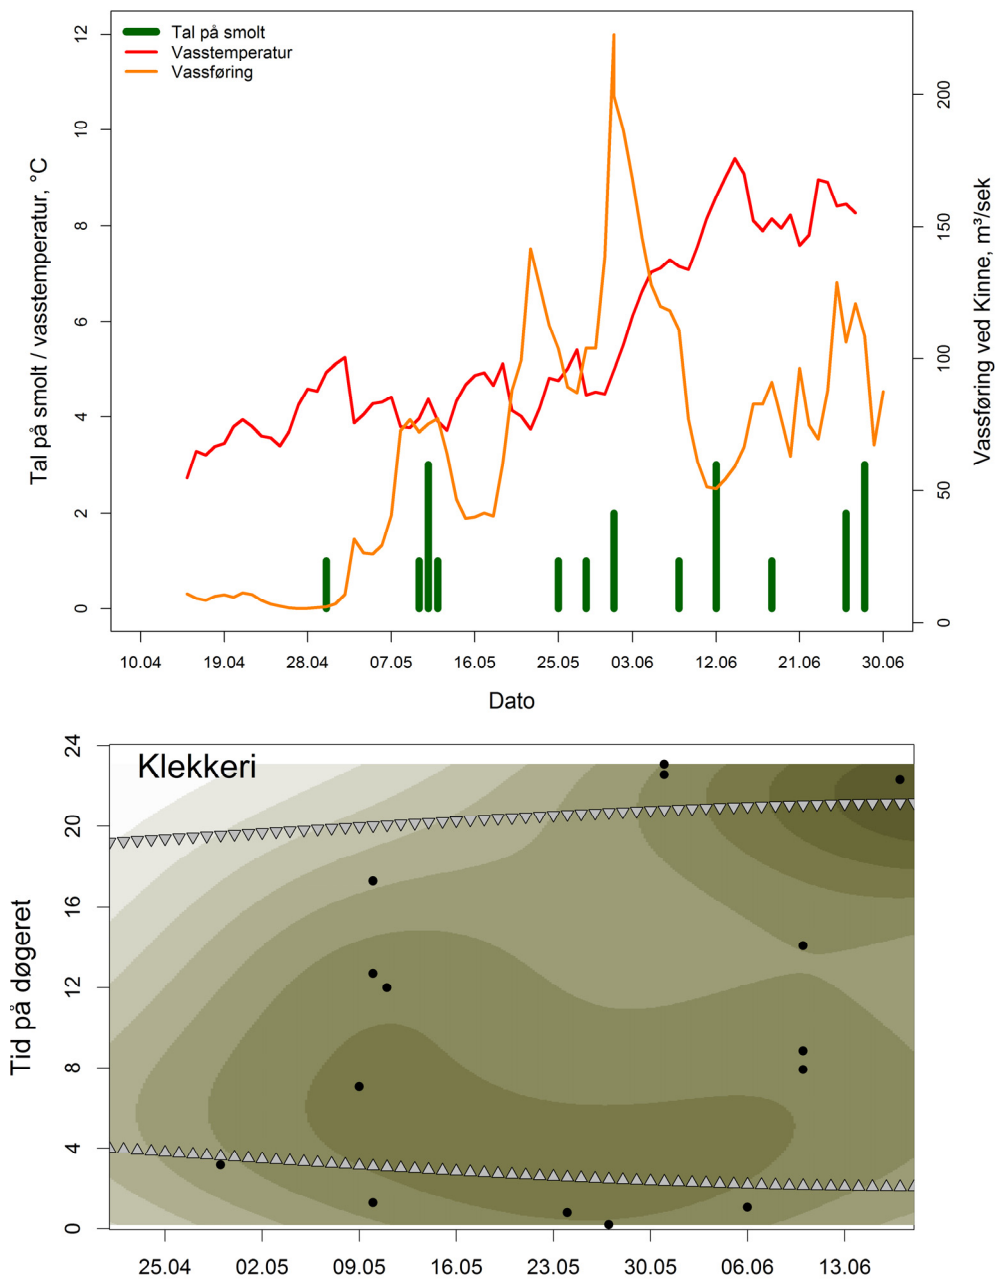 Tal på smolt
Vasstemperatur
Vassføring
12
10
8
6
4
2
0
Tal på smolt / vasstemperatur, °C
200
150
100
50
0
Vassføring ved Kinne, m³/sek
10.04 19.04 28.04 07.05 16.05 25.05 03.06 12.06 21.06 30.06
Dato
Klekkeri
24
20
16
12
8
4
0
Tid på døgeret
25.04 02.05 09.05 16.05 23.05 30.05 06.06 13.06